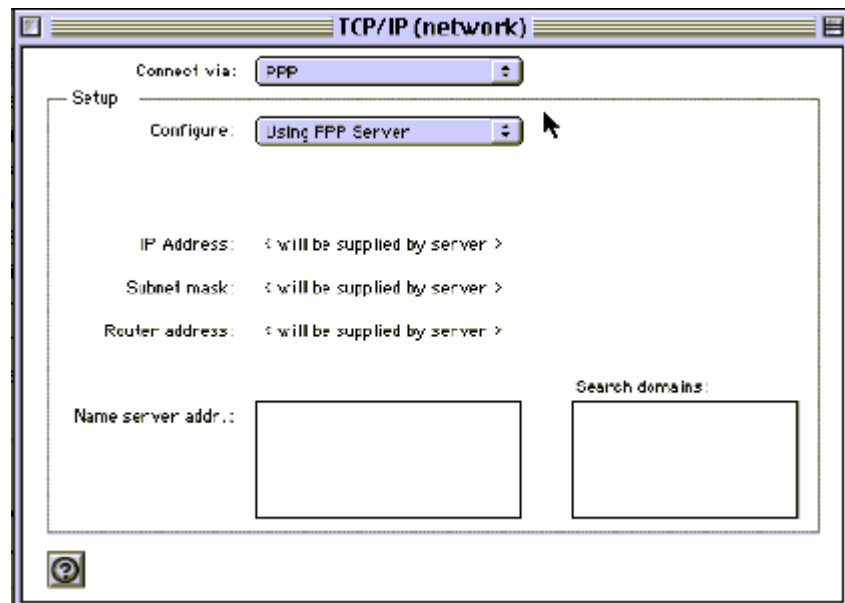 TCP/IP (network)
Connect via: PPP
Setup
Configure: Using PPP Server
IP Address: < will be supplied by server >
Subnet mask: < will be supplied by server >
Router address: < will be supplied by server >
Search domains:
Name server addr.:
?